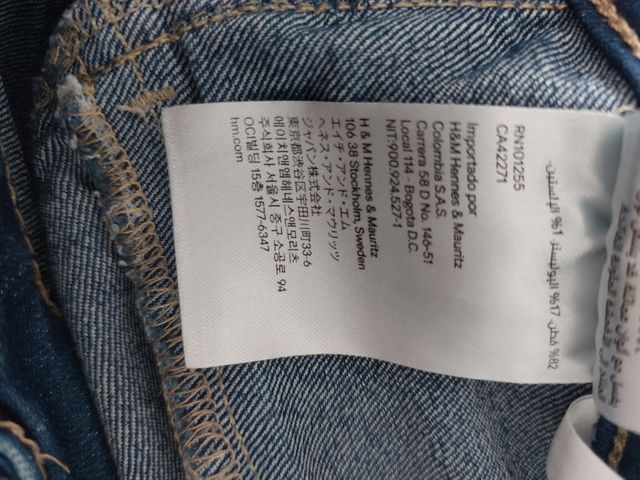 82% قطن، 17% البوليستر 1%
RN101255
CA42271
Importado por
H&M Hennes & Mauritz
Colombia S.A.S.
Carrera 58 D No. 146-51
Local 114 - Bogota D.C.
NIT:900.924.527-1
H & M Hennes & Mauritz
106 38 Stockholm, Sweden
エイチ・アンド・エム
ヘネス・アンド・マウリッツ
ジャパン株式会社
東京都渋谷区宇田川町33-6
에이치앤엠헤네스앤모리츠
주식회사 서울시 중구 소공로 94
OCI빌딩 15층 1577-6347
hm.com